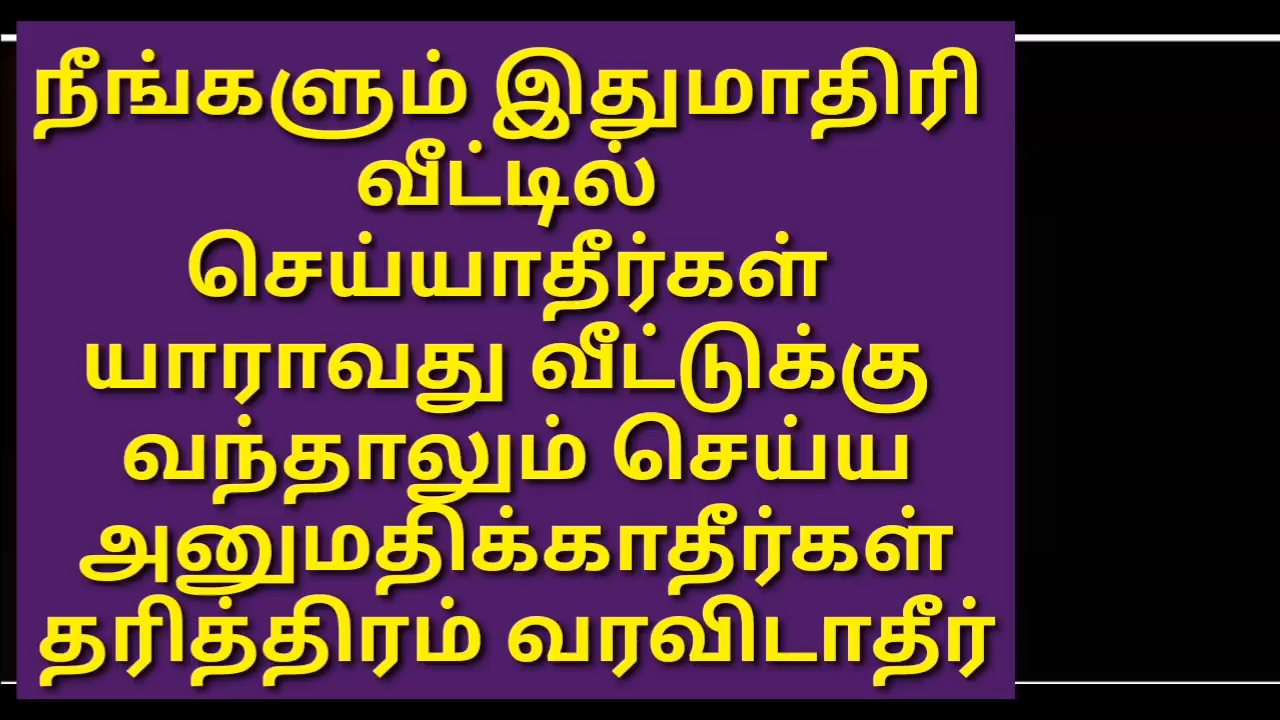 நீங்களும் இதுமாதிரி
வீட்டில்
செய்யாதீர்கள்
யாராவது வீட்டுக்கு
வந்தாலும் செய்ய
அனுமதிக்காதீர்கள்
தரித்திரம் வரவிடாதீர்